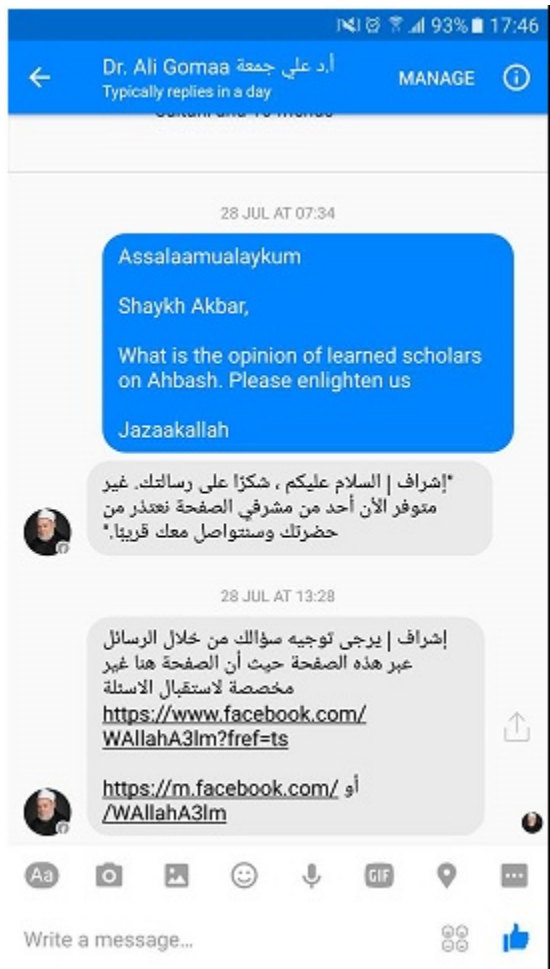 93% 17:46
Dr. Ali Gomaa أ.د علي جمعة
Typically replies in a day
MANAGE
28 JUL AT 07:34
Assalaamualaykum
Shaykh Akbar,
What is the opinion of learned scholars
on Ahbash. Please enlighten us
Jazaakallah
"إشراف | السلام عليكم ، شكرًا على رسالتك. غير
متوفر الأن أحد من مشرفي الصفحة نعتذر من
حضرتك وسنتواصل معك قريبًا."
28 JUL AT 13:28
إشراف | يرجى توجيه سؤالك من خلال الرسائل
عبر هذه الصفحة حيث أن الصفحة هنا غير
مخصصة لاستقبال الاسئلة
https://www.facebook.com/
WAllahA3lm?fref=ts
أو https://m.facebook.com/
/WAllahA3lm
Aa
GIF
Write a message...